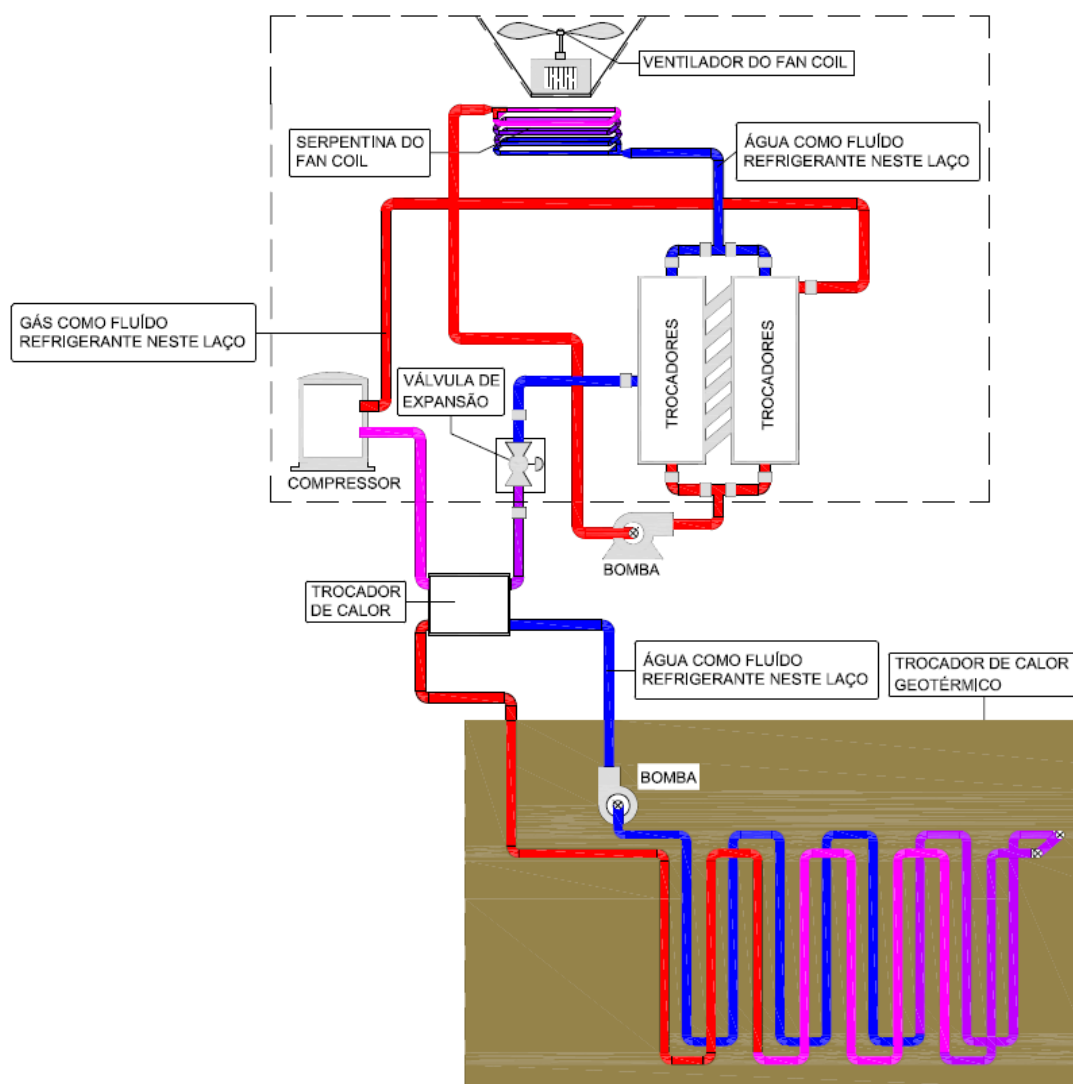 VENTILADOR DO FAN COIL
SERPENTINA DO
FAN COIL
ÁGUA COMO FLUÍDO
REFRIGERANTE NESTE LAÇO
GÁS COMO FLUÍDO
REFRIGERANTE NESTE LAÇO
TROCADORES
TROCADORES
VÁLVULA DE
EXPANSÃO
COMPRESSOR
BOMBA
TROCADOR
DE CALOR
ÁGUA COMO FLUÍDO
REFRIGERANTE NESTE LAÇO
TROCADOR DE CALOR
GEOTÉRMICO
BOMBA